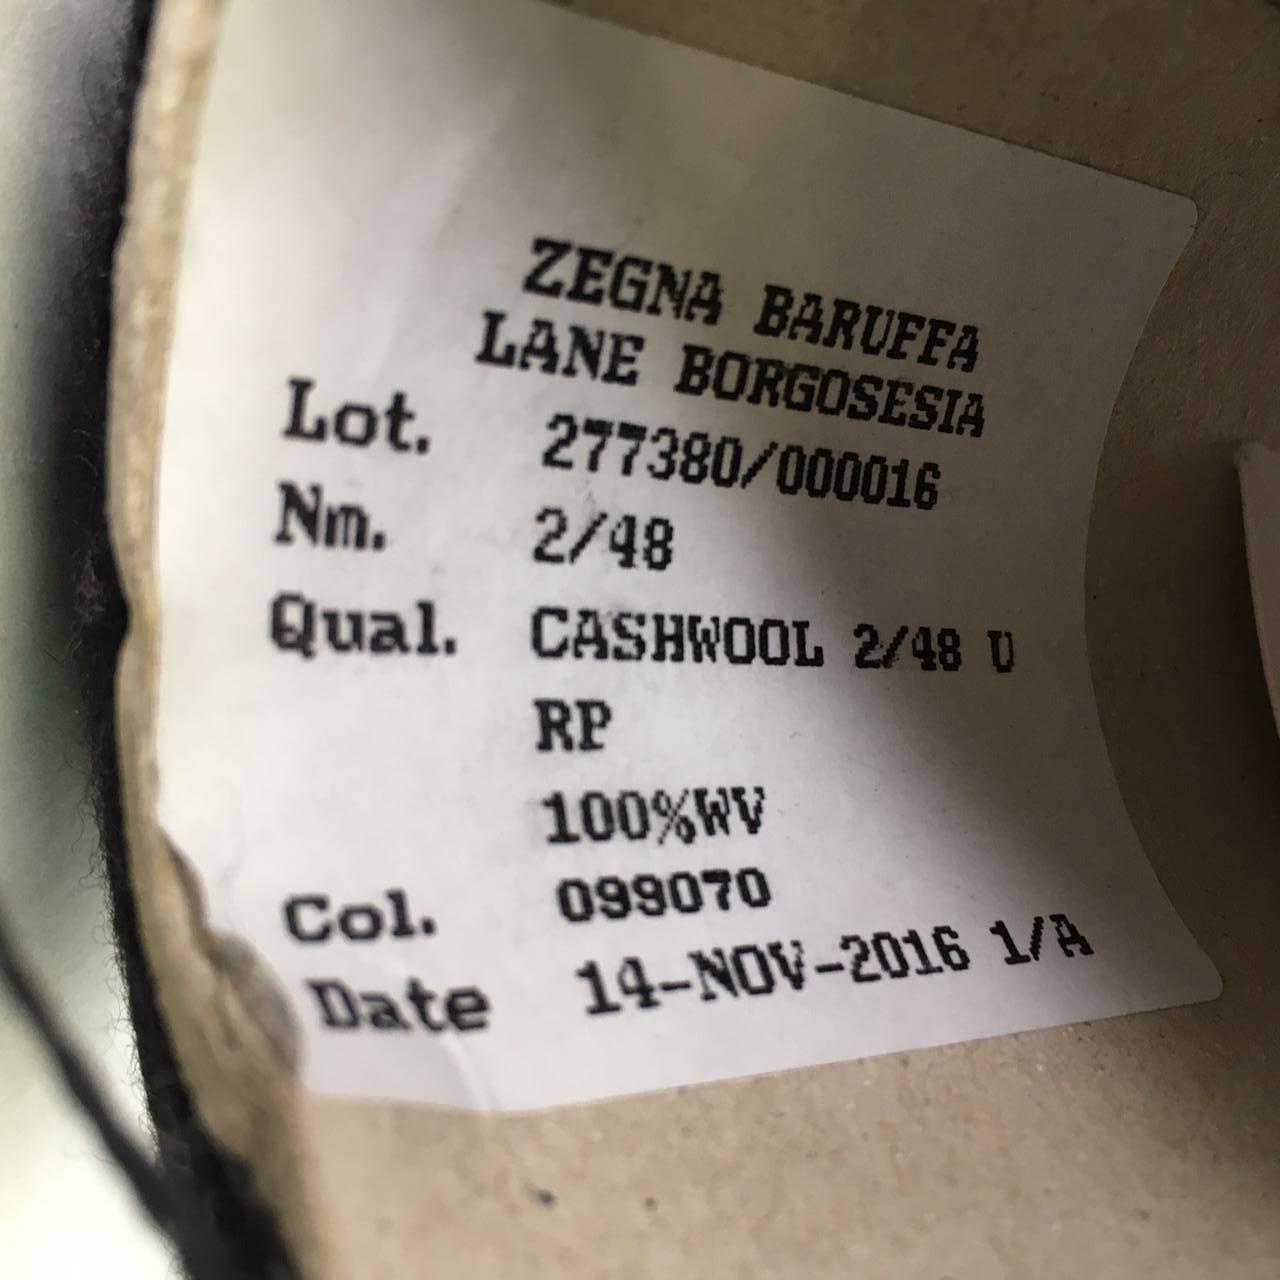 ZEGNA BARUFFA
LANE BORGOSESIA
Lot. 277380/000016
Nm. 2/48
Qual. CASHWOOL 2/48 U
RP
100%WV
Col. 099070
Date 14-NOV-2016 1/A